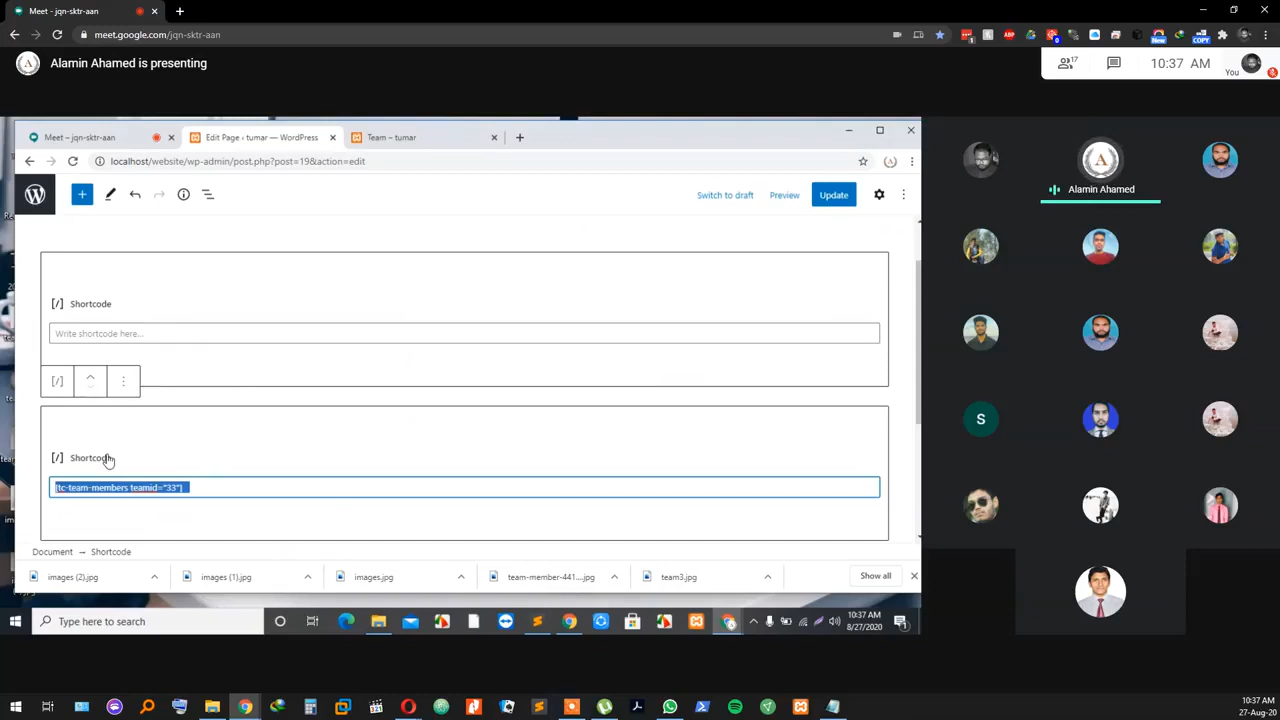 Meet - jqn-sktr-aan
meet.google.com/jqn-sktr-aan
New
COPY
Alamin Ahamed is presenting
17
10:37 AM
You
Meet – jqn-sktr-aan
Edit Page ‹ tumar — WordPress
Team – tumar
localhost/website/wp-admin/post.php?post=19&action=edit
Switch to draft
Preview
Update
[/] Shortcode
Write shortcode here...
[/]
[/] Shortcode
[tc-team-members teamid="33"]
Document → Shortcode
images (2).jpg
images (1).jpg
images.jpg
team-member-441....jpg
team3.jpg
Show all
Type here to search
10:37 AM
8/27/2020
A
Alamin Ahamed
S
10:37 AM
27-Aug-20